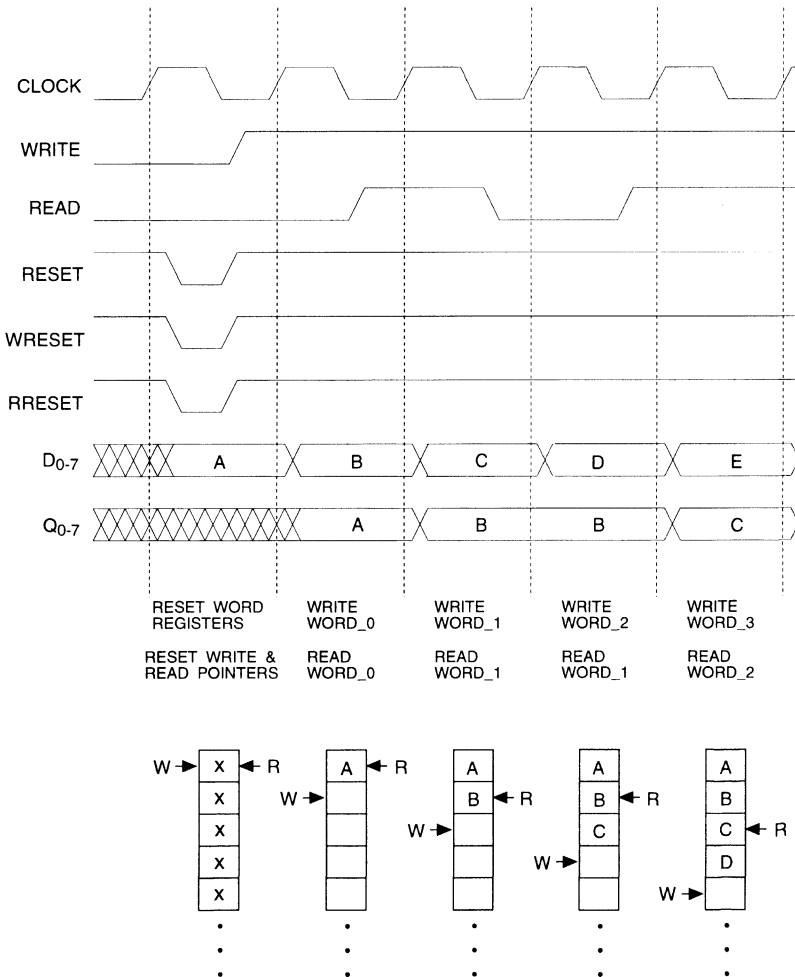 CLOCK
WRITE
READ
RESET
WRESET
RRESET
D0-7 A B C D E
Q0-7 A B B C
RESET WORD WRITE WRITE WRITE WRITE
REGISTERS WORD_0 WORD_1 WORD_2 WORD_3
RESET WRITE & READ READ READ READ
READ POINTERS WORD_0 WORD_1 WORD_1 WORD_2
W X R A R A A A
X W B R B R B
X W C C R
X W D
X W